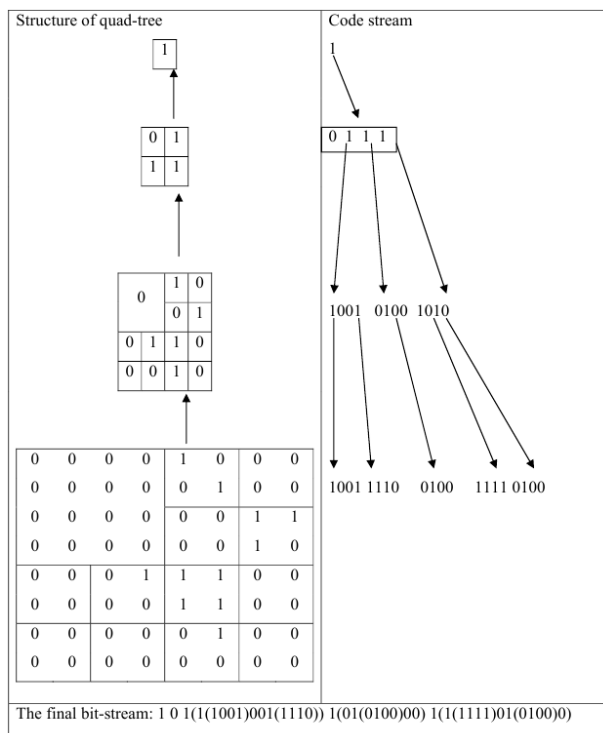 Structure of quad-tree
1
0 1
1 1
0 1 0
0 1
0 1 1 0
0 0 1 0
0 0 0 0 1 0 0 0
0 0 0 0 0 1 0 0
0 0 0 0 0 0 1 1
0 0 0 0 0 0 1 0
0 0 0 1 1 1 0 0
0 0 0 0 1 1 0 0
0 0 0 0 0 1 0 0
0 0 0 0 0 0 0 0
Code stream
1
0 1 1 1
1001 0100 1010
1001 1110 0100 1111 0100
The final bit-stream: 1 0 1(1(1001)001(1110)) 1(01(0100)00) 1(1(1111)01(0100)0)